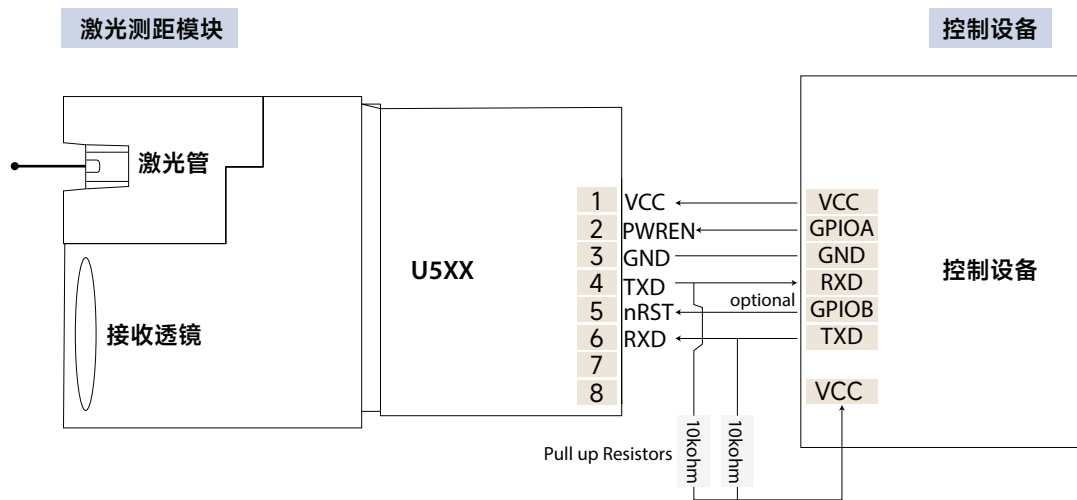 激光测距模块
控制设备
激光管
接收透镜
U5XX
1 VCC
2 PWREN
3 GND
4 TXD
5 nRST
6 RXD
7
8
optional
VCC
GPIOA
GND
RXD
GPIOB
TXD
VCC
控制设备
Pull up Resistors
10kohm
10kohm